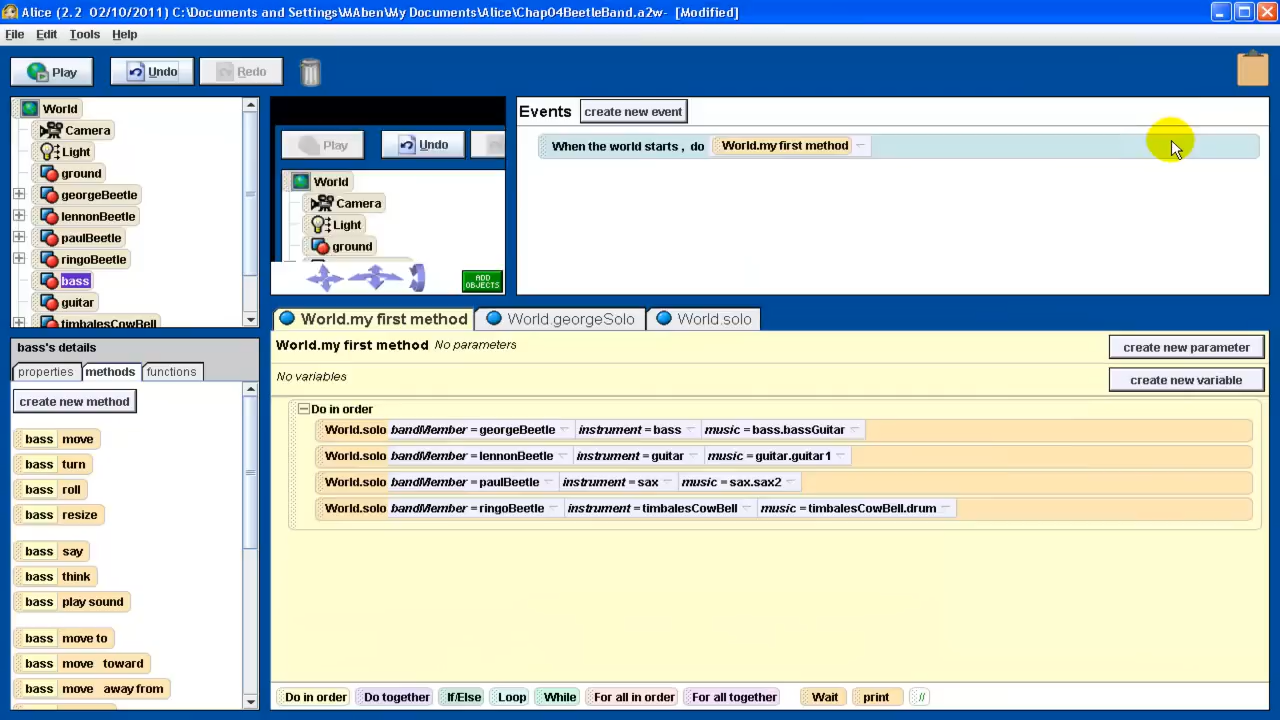 Alice (2.2 02/10/2011) C:\Documents and Settings\MAben\My Documents\Alice\Chap04BeetleBand.a2w- [Modified]
File Edit Tools Help
Play Undo Redo
World
Camera
Light
ground
georgeBeetle
lennonBeetle
paulBeetle
ringoBeetle
bass
guitar
timbalesCowBell
Play Undo
World
Camera
Light
ground
ADD OBJECTS
Events create new event
When the world starts , do World.my first method
bass's details
properties methods functions
create new method
bass move
bass turn
bass roll
bass resize
bass say
bass think
bass play sound
bass move to
bass move toward
bass move away from
World.my first method World.georgeSolo World.solo
World.my first method No parameters create new parameter
No variables create new variable
Do in order
World.solo bandMember = georgeBeetle instrument = bass music = bass.bassGuitar
World.solo bandMember = lennonBeetle instrument = guitar music = guitar.guitar1
World.solo bandMember = paulBeetle instrument = sax music = sax.sax2
World.solo bandMember = ringoBeetle instrument = timbalesCowBell music = timbalesCowBell.drum
Do in order Do together If/Else Loop While For all in order For all together Wait print //